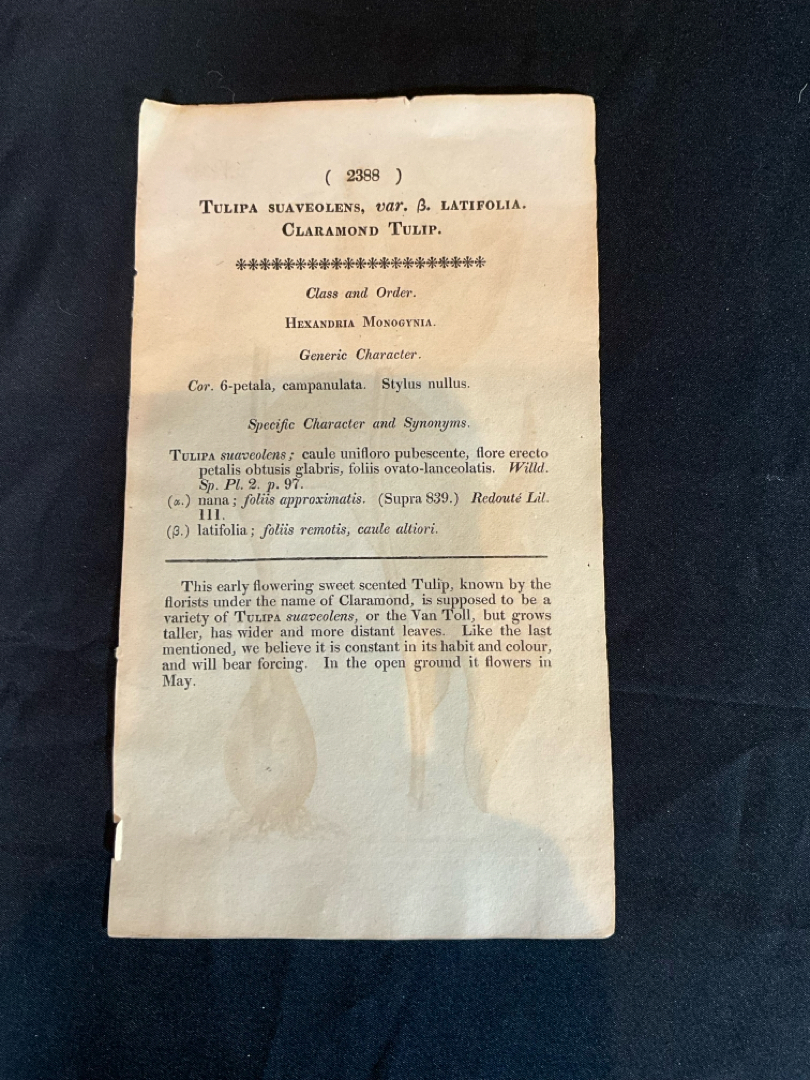 ( 2388 )
Tulipa suaveolens, var. β. latifolia.
Claramond Tulip.
*********************
Class and Order.
Hexandria Monogynia.
Generic Character.
Cor. 6-petala, campanulata. Stylus nullus.
Specific Character and Synonyms.
Tulipa suaveolens; caule unifloro pubescente, flore erecto
petalis obtusis glabris, foliis ovato-lanceolatis. Willd.
Sp. Pl. 2. p. 97.
(α.) nana; foliis approximatis. (Supra 839.) Redouté Lil.
111.
(β.) latifolia; foliis remotis, caule altiori.
This early flowering sweet scented Tulip, known by the
florists under the name of Claramond, is supposed to be a
variety of Tulipa suaveolens, or the Van Toll, but grows
taller, has wider and more distant leaves. Like the last
mentioned, we believe it is constant in its habit and colour,
and will bear forcing. In the open ground it flowers in
May.